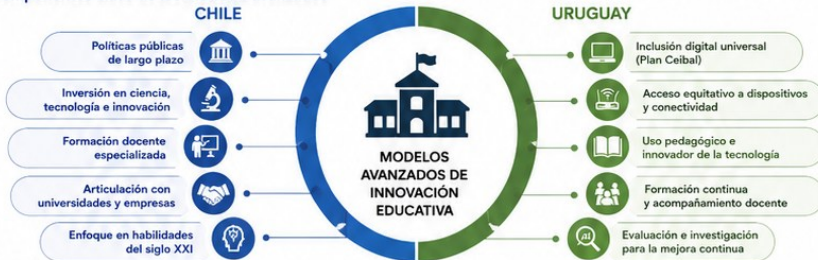 CHILE
Políticas públicas
de largo plazo
Inversión en ciencia,
tecnología e innovación
Formación docente
especializada
Articulación con
universidades y empresas
Enfoque en habilidades
del siglo XXI
MODELOS
AVANZADOS DE
INNOVACIÓN
EDUCATIVA
URUGUAY
Inclusión digital universal
(Plan Ceibal)
Acceso equitativo a dispositivos
y conectividad
Uso pedagógico e
innovador de la tecnología
Formación continua
y acompañamiento docente
Evaluación e investigación
para la mejora continua